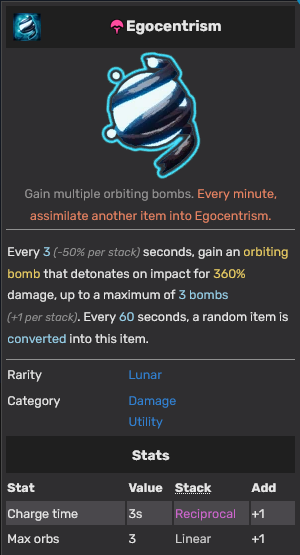 Egocentrism
Gain multiple orbiting bombs. Every minute,
assimilate another item into Egocentrism.
Every 3 (-50% per stack) seconds, gain an orbiting
bomb that detonates on impact for 360%
damage, up to a maximum of 3 bombs
(+1 per stack). Every 60 seconds, a random item is
converted into this item.
Rarity Lunar
Category Damage
Utility
Stats
Stat Value Stack Add
Charge time 3s Reciprocal +1
Max orbs 3 Linear +1